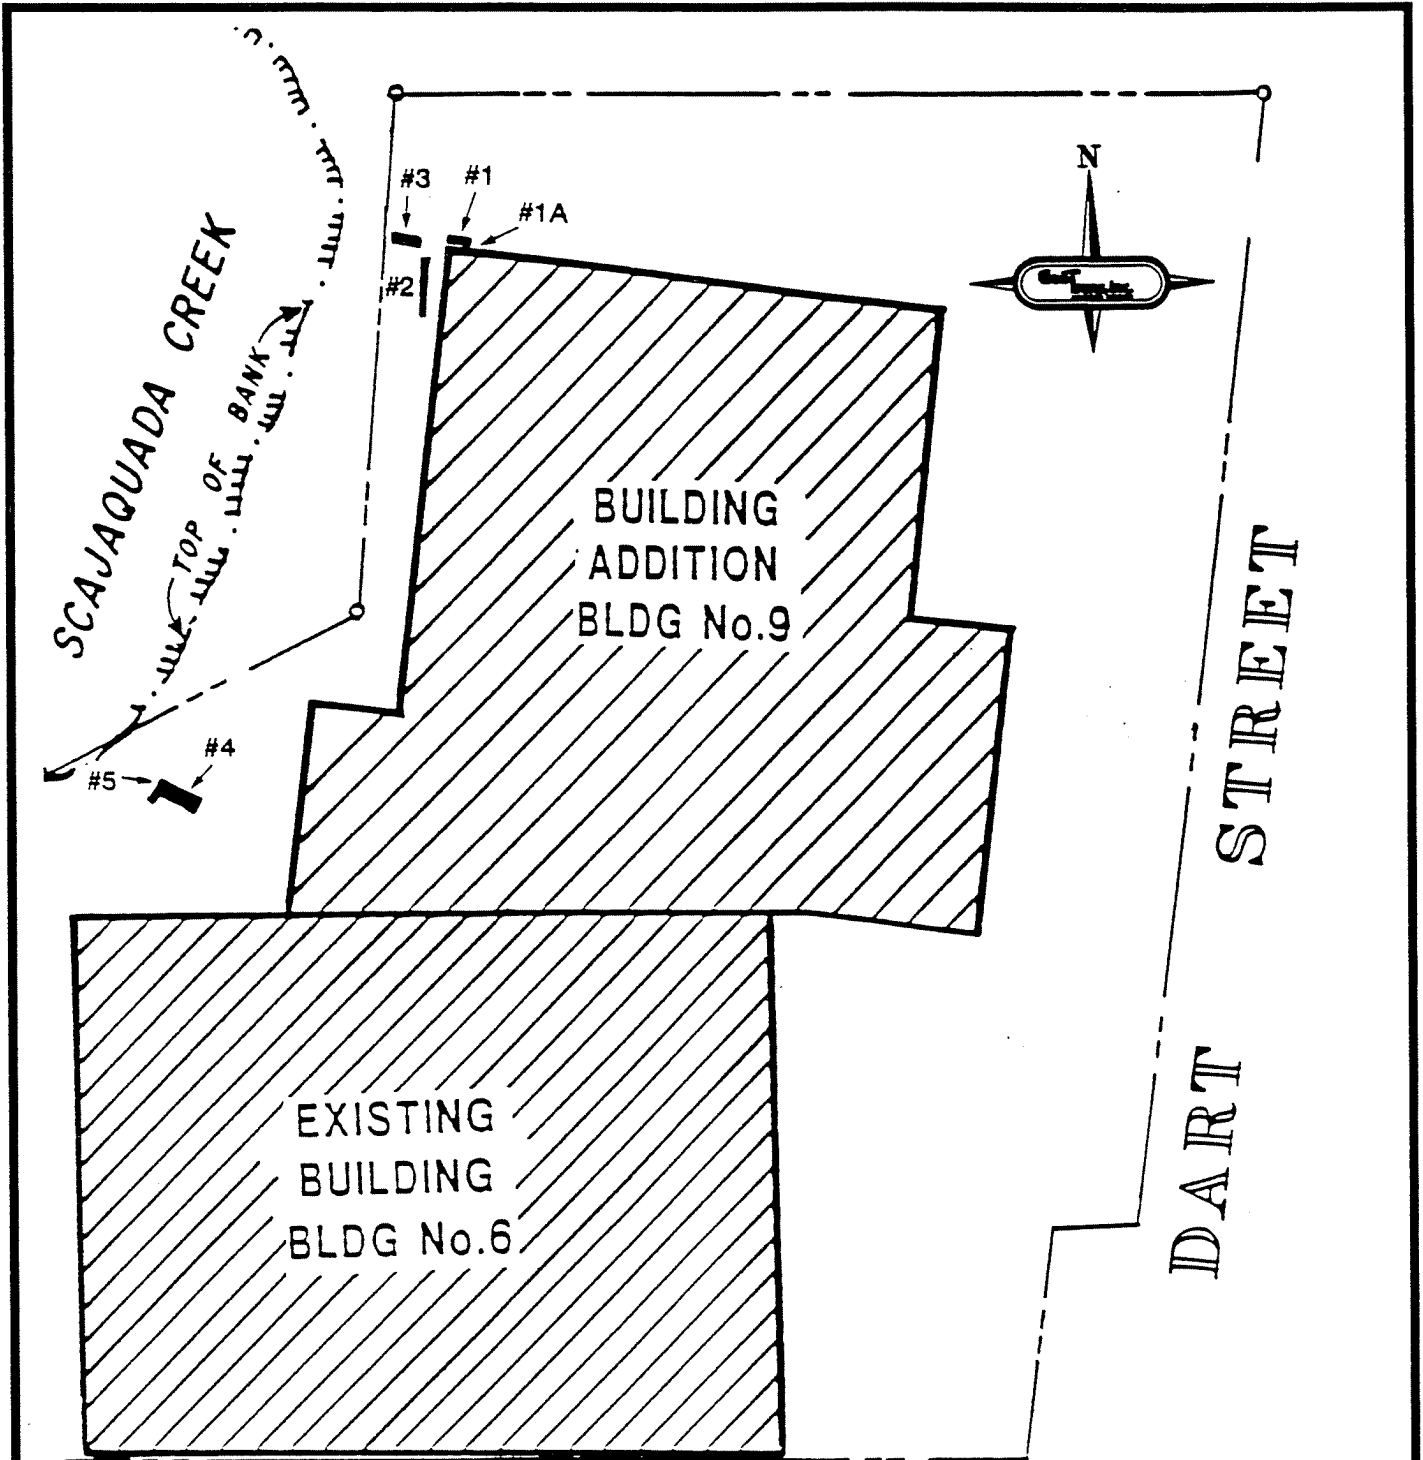 N
#3
#1
#1A
#2
SCAJAQUADA CREEK
TOP OF BANK
BUILDING
ADDITION
BLDG No.9
#4
#5
DART STREET
EXISTING
BUILDING
BLDG No.6